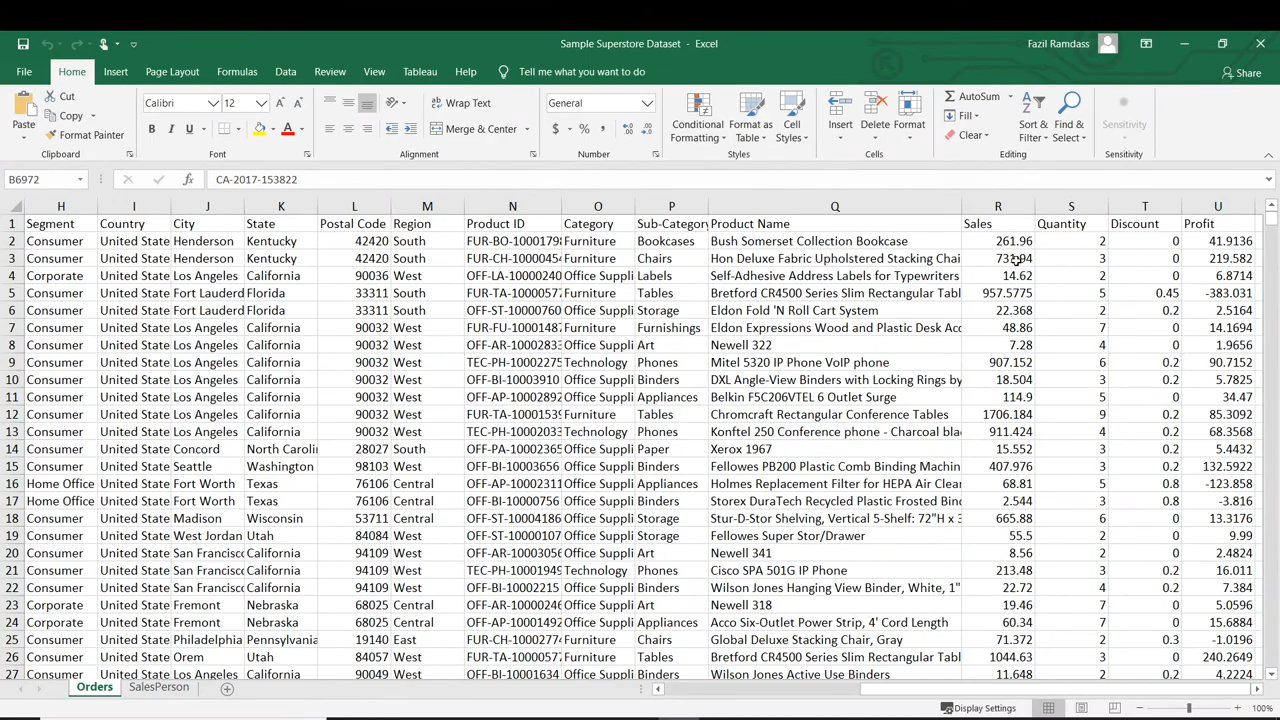 Sample Superstore Dataset - Excel
Fazil Ramdass
File Home Insert Page Layout Formulas Data Review View Tableau Help Tell me what you want to do Share
Paste Cut Copy Format Painter Clipboard
Calibri 12 B I U A Font
Wrap Text Merge & Center Alignment
General $ % , Number
Conditional Formatting Format as Table Cell Styles Styles
Insert Delete Format Cells
AutoSum Fill Clear Sort & Filter Find & Select Editing
Sensitivity Sensitivity
B6972 fx CA-2017-153822
H I J K L M N O P Q R S T U
1 Segment Country City State Postal Code Region Product ID Category Sub-Category Product Name Sales Quantity Discount Profit
2 Consumer United State Henderson Kentucky 42420 South FUR-BO-1000179 Furniture Bookcases Bush Somerset Collection Bookcase 261.96 2 0 41.9136
3 Consumer United State Henderson Kentucky 42420 South FUR-CH-1000045 Furniture Chairs Hon Deluxe Fabric Upholstered Stacking Chai 731.94 3 0 219.582
4 Corporate United State Los Angeles California 90036 West OFF-LA-1000024 Office Suppli Labels Self-Adhesive Address Labels for Typewriters 14.62 2 0 6.8714
5 Consumer United State Fort Lauderd Florida 33311 South FUR-TA-1000057 Furniture Tables Bretford CR4500 Series Slim Rectangular Tabl 957.5775 5 0.45 -383.031
6 Consumer United State Fort Lauderd Florida 33311 South OFF-ST-1000076 Office Suppli Storage Eldon Fold 'N Roll Cart System 22.368 2 0.2 2.5164
7 Consumer United State Los Angeles California 90032 West FUR-FU-1000148 Furniture Furnishings Eldon Expressions Wood and Plastic Desk Acc 48.86 7 0 14.1694
8 Consumer United State Los Angeles California 90032 West OFF-AR-1000283 Office Suppli Art Newell 322 7.28 4 0 1.9656
9 Consumer United State Los Angeles California 90032 West TEC-PH-1000227 Technology Phones Mitel 5320 IP Phone VoIP phone 907.152 6 0.2 90.7152
10 Consumer United State Los Angeles California 90032 West OFF-BI-10003910 Office Suppli Binders DXL Angle-View Binders with Locking Rings by 18.504 3 0.2 5.7825
11 Consumer United State Los Angeles California 90032 West OFF-AP-1000289 Office Suppli Appliances Belkin F5C206VTEL 6 Outlet Surge 114.9 5 0 34.47
12 Consumer United State Los Angeles California 90032 West FUR-TA-1000153 Furniture Tables Chromcraft Rectangular Conference Tables 1706.184 9 0.2 85.3092
13 Consumer United State Los Angeles California 90032 West TEC-PH-1000203 Technology Phones Konftel 250 Conference phone - Charcoal blac 911.424 4 0.2 68.3568
14 Consumer United State Concord North Caroli 28027 South OFF-PA-1000236 Office Suppli Paper Xerox 1967 15.552 3 0.2 5.4432
15 Consumer United State Seattle Washington 98103 West OFF-BI-10003656 Office Suppli Binders Fellowes PB200 Plastic Comb Binding Machin 407.976 3 0.2 132.5922
16 Home Office United State Fort Worth Texas 76106 Central OFF-AP-1000231 Office Suppli Appliances Holmes Replacement Filter for HEPA Air Clear 68.81 5 0.8 -123.858
17 Home Office United State Fort Worth Texas 76106 Central OFF-BI-10000756 Office Suppli Binders Storex DuraTech Recycled Plastic Frosted Bind 2.544 3 0.8 -3.816
18 Consumer United State Madison Wisconsin 53711 Central OFF-ST-10004186 Office Suppli Storage Stur-D-Stor Shelving, Vertical 5-Shelf: 72"H x 3 665.88 6 0 13.3176
19 Consumer United State West Jordan Utah 84084 West OFF-ST-1000010 Office Suppli Storage Fellowes Super Stor/Drawer 55.5 2 0 9.99
20 Consumer United State San Francisc California 94109 West OFF-AR-1000305 Office Suppli Art Newell 341 8.56 2 0 2.4824
21 Consumer United State San Francisc California 94109 West TEC-PH-1000194 Technology Phones Cisco SPA 501G IP Phone 213.48 3 0.2 16.011
22 Consumer United State San Francisc California 94109 West OFF-BI-10002215 Office Suppli Binders Wilson Jones Hanging View Binder, White, 1" 22.72 4 0.2 7.384
23 Corporate United State Fremont Nebraska 68025 Central OFF-AR-1000024 Office Suppli Art Newell 318 19.46 7 0 5.0596
24 Corporate United State Fremont Nebraska 68025 Central OFF-AP-1000149 Office Suppli Appliances Acco Six-Outlet Power Strip, 4' Cord Length 60.34 7 0 15.6884
25 Consumer United State Philadelphia Pennsylvania 19140 East FUR-CH-1000277 Furniture Chairs Global Deluxe Stacking Chair, Gray 71.372 2 0.3 -1.0196
26 Consumer United State Orem Utah 84057 West FUR-TA-1000057 Furniture Tables Bretford CR4500 Series Slim Rectangular Tabl 1044.63 3 0 240.2649
27 Consumer United State Los Angeles California 90049 West OFF-BI-10001634 Office Suppli Binders Wilson Jones Active Use Binders 11.648 2 0.2 4.2224
Orders SalesPerson
Display Settings 100%